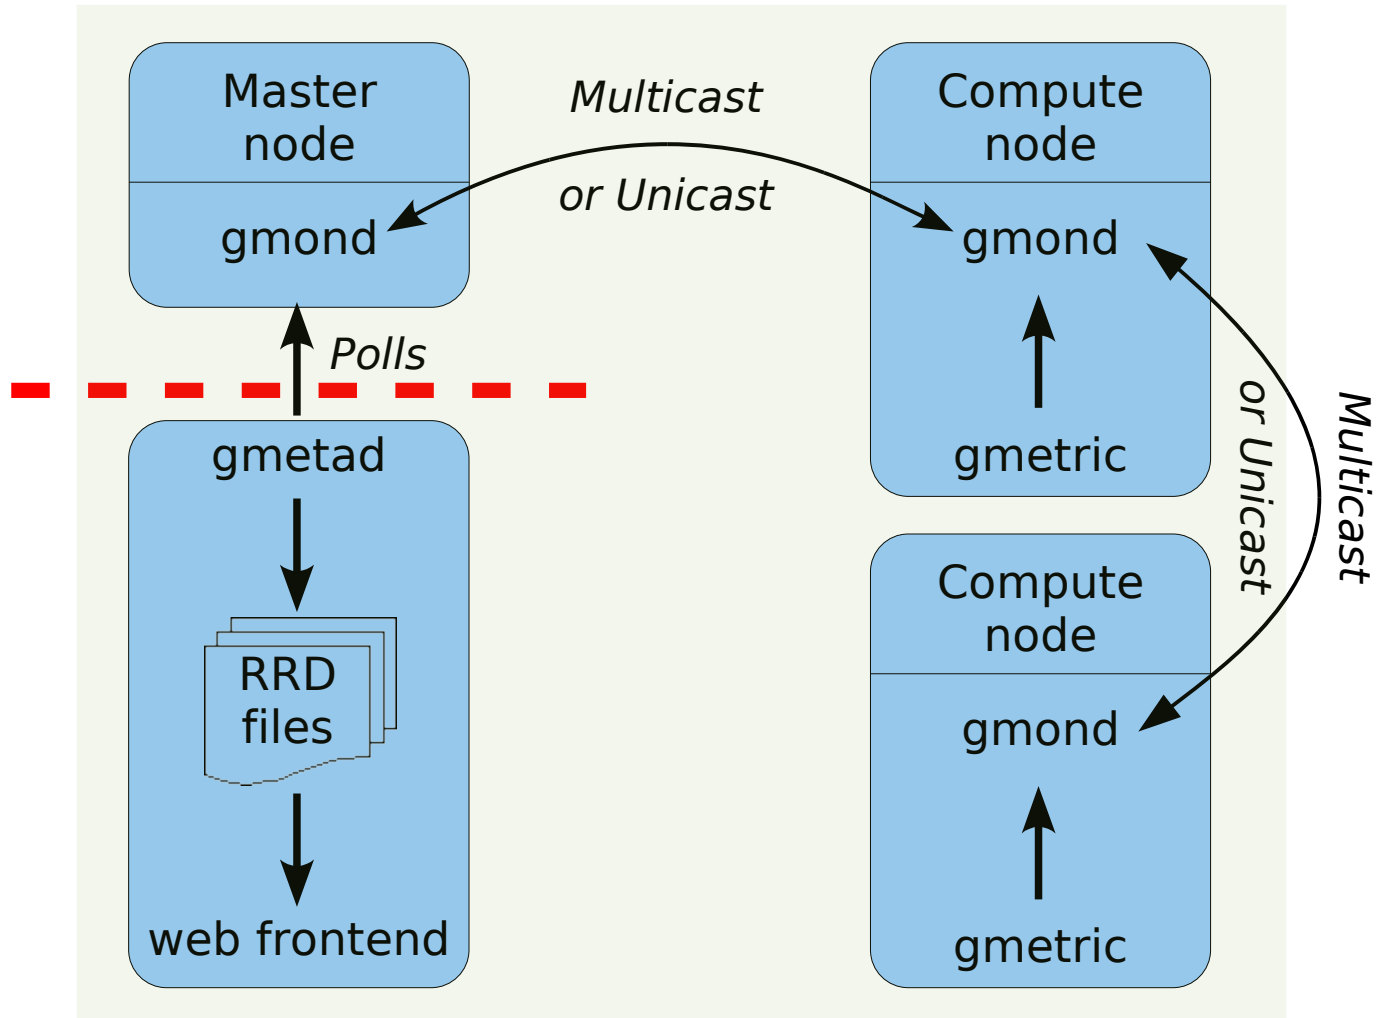 Master
node
gmond
Multicast
or Unicast
Compute
node
gmond
gmetric
Polls
gmetad
RRD
files
web frontend
or Unicast
Multicast
Compute
node
gmond
gmetric